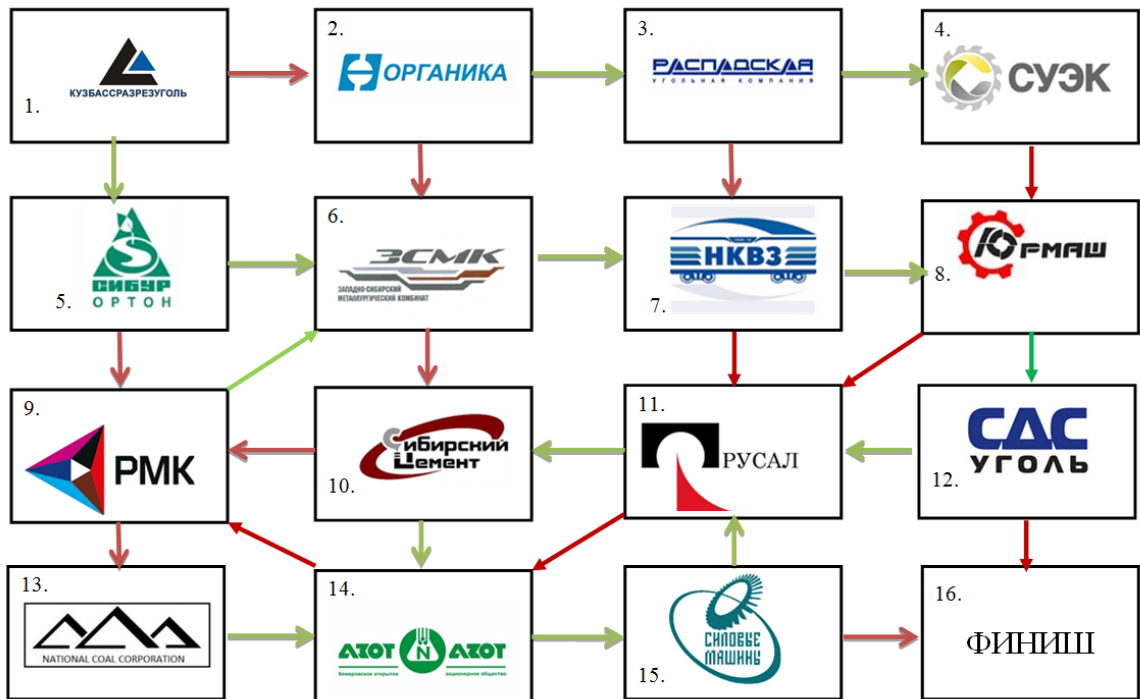 1.
КУЗБАССРАЗРЕЗУГОЛЬ
2.
ОРГАНИКА
3.
РАСПАДСКАЯ
УГОЛЬНАЯ КОМПАНИЯ
4.
СУЭК
5.
СИБУР
ОРТОН
6.
ЗСМК
ЗАПАДНО-СИБИРСКИЙ
МЕТАЛЛУРГИЧЕСКИЙ КОМБИНАТ
7.
НКВЗ
8.
ЮРМАШ
9.
РМК
10.
Сибирский
Цемент
11.
РУСАЛ
12.
СДС
УГОЛЬ
13.
NATIONAL COAL CORPORATION
14.
АЗОТ N АЗОТ
Кемеровское открытое акционерное общество
15.
СИЛОВЫЕ
МАШИНЫ
16.
ФИНИШ